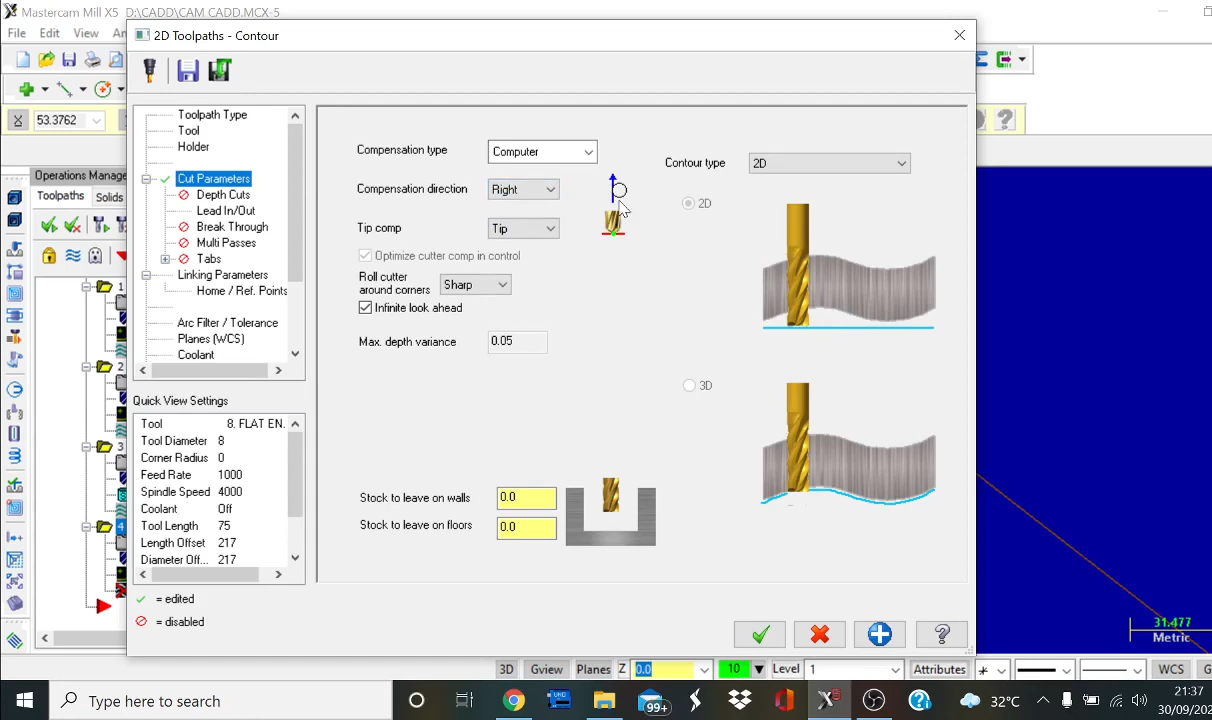 Mastercam Mill X5 D:\CADD\CAM CADD.MCX-5
File Edit View
2D Toolpaths - Contour
53.3762
Operations Manage
Toolpaths Solids
1
2
3
4
Toolpath Type
Tool
Holder
Cut Parameters
Depth Cuts
Lead In/Out
Break Through
Multi Passes
Tabs
Linking Parameters
Home / Ref. Points
Arc Filter / Tolerance
Planes (WCS)
Coolant
Quick View Settings
Tool 8. FLAT EN.
Tool Diameter 8
Corner Radius 0
Feed Rate 1000
Spindle Speed 4000
Coolant Off
Tool Length 75
Length Offset 217
Diameter Off... 217
= edited
= disabled
Compensation type Computer
Compensation direction Right
Tip comp Tip
Optimize cutter comp in control
Roll cutter
around corners Sharp
Infinite look ahead
Max. depth variance 0.05
Stock to leave on walls 0.0
Stock to leave on floors 0.0
Contour type 2D
2D
3D
31.477
Metric
3D Gview Planes Z 0.0 10 Level 1 Attributes WCS
Type here to search
99+
32°C
21:37